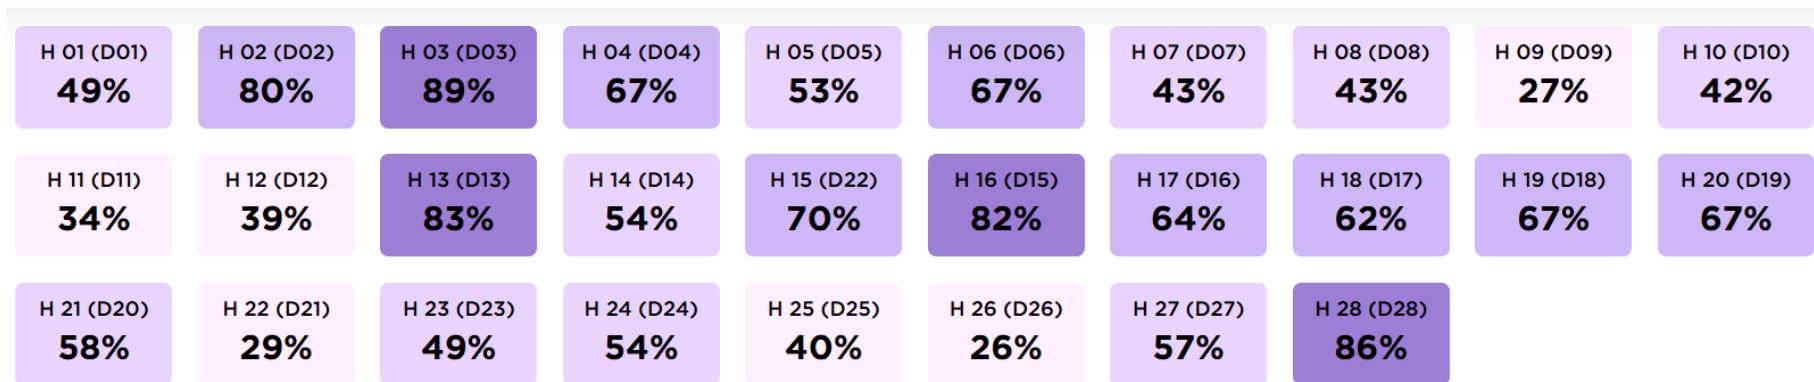 H 01 (D01) H 02 (D02) H 03 (D03) H 04 (D04) H 05 (D05) H 06 (D06) H 07 (D07) H 08 (D08) H 09 (D09) H 10 (D10)
49% 80% 89% 67% 53% 67% 43% 43% 27% 42%
H 11 (D11) H 12 (D12) H 13 (D13) H 14 (D14) H 15 (D22) H 16 (D15) H 17 (D16) H 18 (D17) H 19 (D18) H 20 (D19)
34% 39% 83% 54% 70% 82% 64% 62% 67% 67%
H 21 (D20) H 22 (D21) H 23 (D23) H 24 (D24) H 25 (D25) H 26 (D26) H 27 (D27) H 28 (D28)
58% 29% 49% 54% 40% 26% 57% 86%